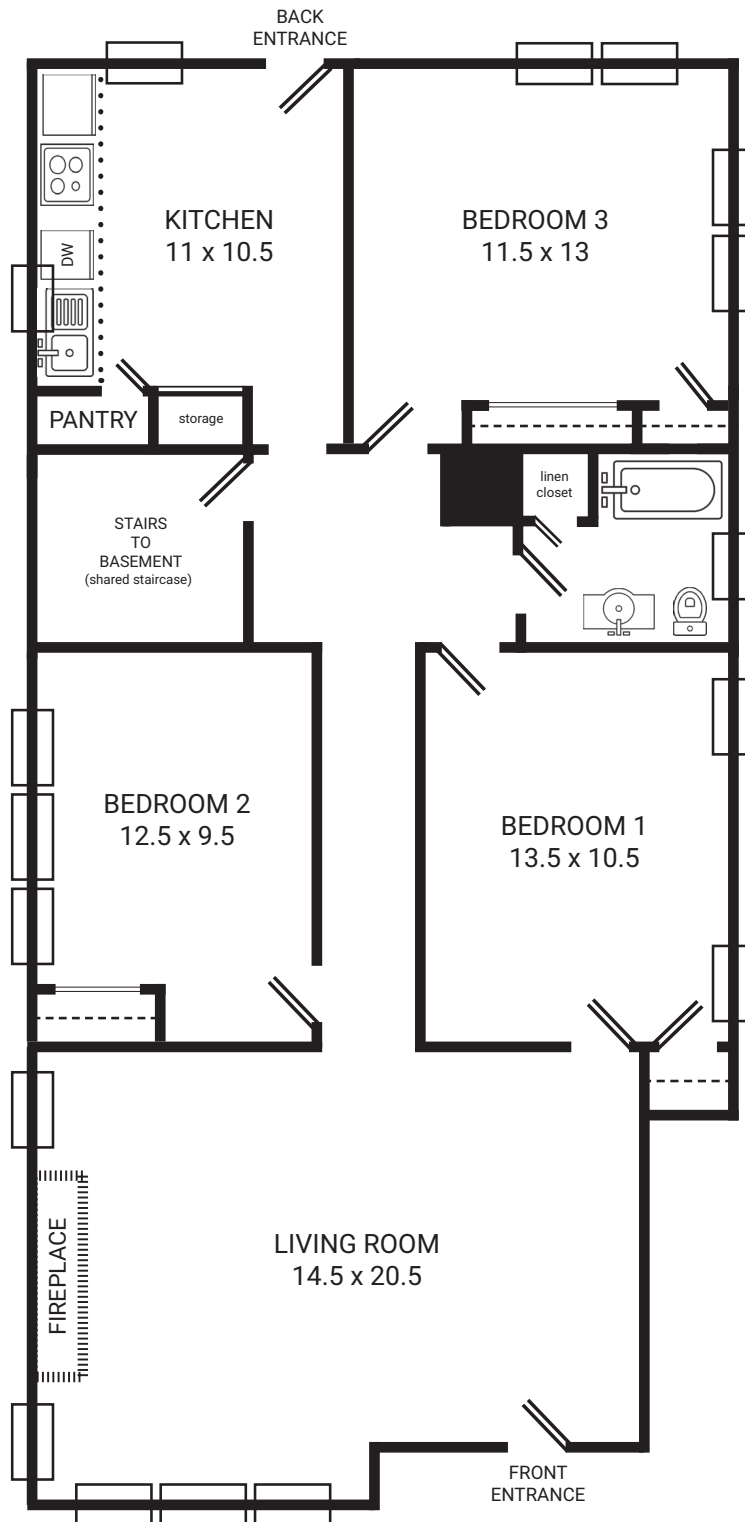 BACK
ENTRANCE
KITCHEN
11 x 10.5
BEDROOM 3
11.5 x 13
DW
PANTRY
storage
linen
closet
STAIRS
TO
BASEMENT
(shared staircase)
BEDROOM 2
12.5 x 9.5
BEDROOM 1
13.5 x 10.5
LIVING ROOM
14.5 x 20.5
FIREPLACE
FRONT
ENTRANCE